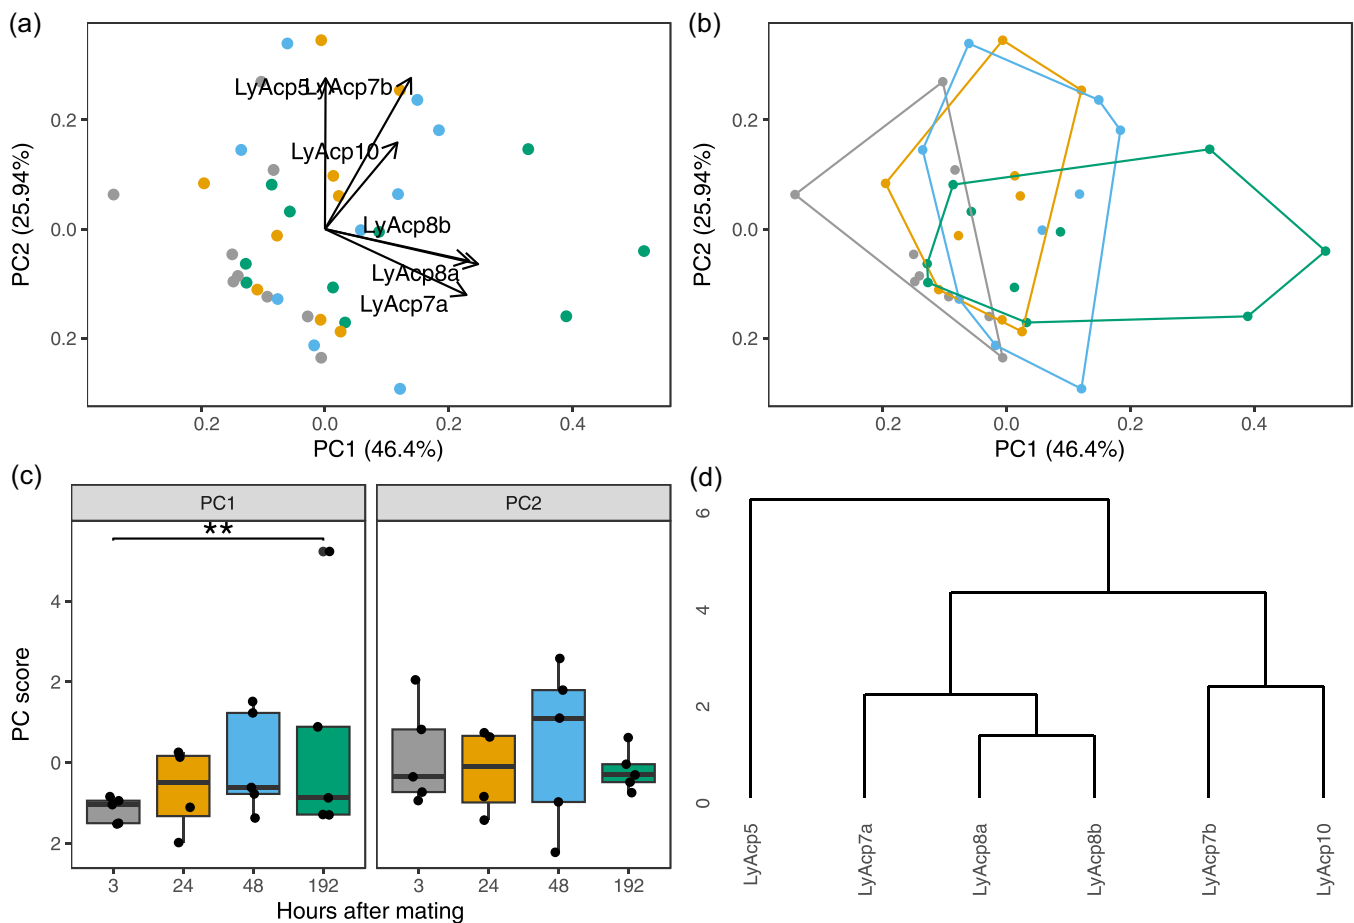 (a)
LyAcp5
LyAcp7b
LyAcp10
LyAcp8b
LyAcp8a
LyAcp7a
0.2
0.0
0.2
PC2 (25.94%)
0.2 0.0 0.2 0.4
PC1 (46.4%)
(b)
0.2
0.0
0.2
PC2 (25.94%)
0.2 0.0 0.2 0.4
PC1 (46.4%)
(c)
PC1 PC2
**
4
2
0
2
PC score
3 24 48 192 3 24 48 192
Hours after mating
(d)
6
4
2
0
LyAcp5
LyAcp7a
LyAcp8a
LyAcp8b
LyAcp7b
LyAcp10